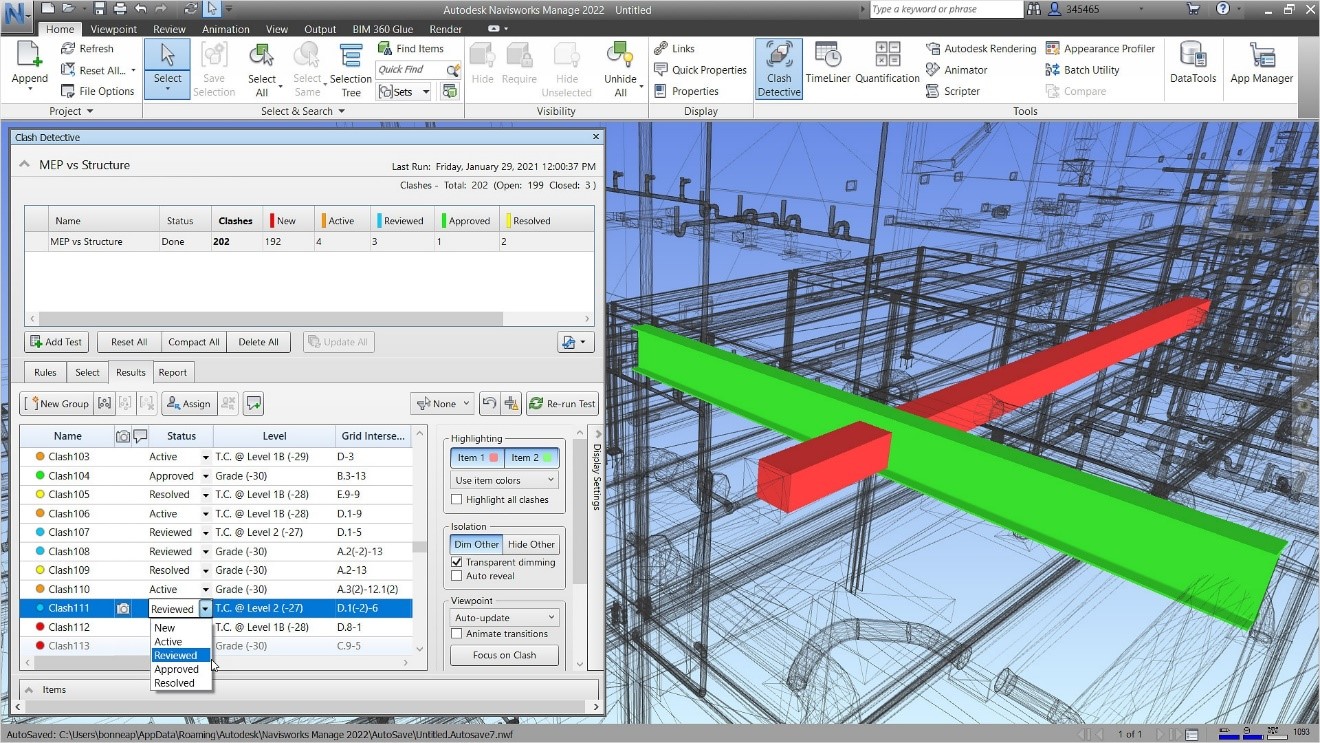 Autodesk Navisworks Manage 2022 Untitled
Type a keyword or phrase
345465
Home Viewpoint Review Animation View Output BIM 360 Glue Render
Append
Refresh
Reset All...
File Options
Project
Select
Save Selection
Select All
Select Same
Selection Tree
Find Items
Quick Find
Sets
Select & Search
Hide
Require
Hide Unselected
Unhide All
Visibility
Links
Quick Properties
Properties
Display
Clash Detective
TimeLiner
Quantification
Autodesk Rendering
Animator
Scripter
Appearance Profiler
Batch Utility
Compare
Tools
DataTools
App Manager
Clash Detective
MEP vs Structure
Last Run: Friday, January 29, 2021 12:00:37 PM
Clashes - Total: 202 (Open: 199 Closed: 3 )
Name Status Clashes New Active Reviewed Approved Resolved
MEP vs Structure Done 202 192 4 3 1 2
Add Test Reset All Compact All Delete All Update All
Rules Select Results Report
New Group Assign None Re-run Test
Name Status Level Grid Interse...
Clash103 Active T.C. @ Level 1B (-29) D-3
Clash104 Approved Grade (-30) B.3-13
Clash105 Resolved T.C. @ Level 1B (-28) E.9-9
Clash106 Active T.C. @ Level 1B (-28) D.1-9
Clash107 Reviewed T.C. @ Level 2 (-27) D.1-5
Clash108 Reviewed Grade (-30) A.2(-2)-13
Clash109 Resolved Grade (-30) A.2-13
Clash110 Active Grade (-30) A.3(2)-12.1(2)
Clash111 Reviewed T.C. @ Level 2 (-27) D.1(-2)-6
Clash112 T.C. @ Level 1B (-28) D.8-1
Clash113 Grade (-30) C.9-5
New
Active
Reviewed
Approved
Resolved
Highlighting
Item 1 Item 2
Use item colors
Highlight all clashes
Isolation
Dim Other Hide Other
Transparent dimming
Auto reveal
Viewpoint
Auto-update
Animate transitions
Focus on Clash
Display Settings
Items
AutoSaved: C:\Users\bonneap\AppData\Roaming\Autodesk\Navisworks Manage 2022\AutoSave\Untitled.Autosave7.nwf
1 of 1
1093